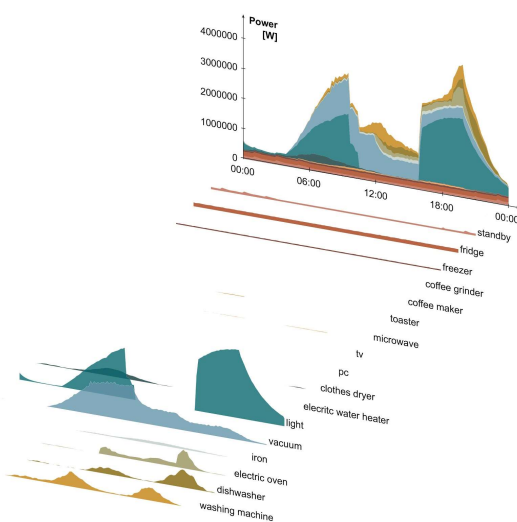 Power
[W]
4000000
3000000
2000000
1000000
0
00:00
06:00
12:00
18:00
00:00
standby
fridge
freezer
coffee grinder
coffee maker
toaster
microwave
tv
pc
clothes dryer
elecritc water heater
light
vacuum
iron
electric oven
dishwasher
washing machine